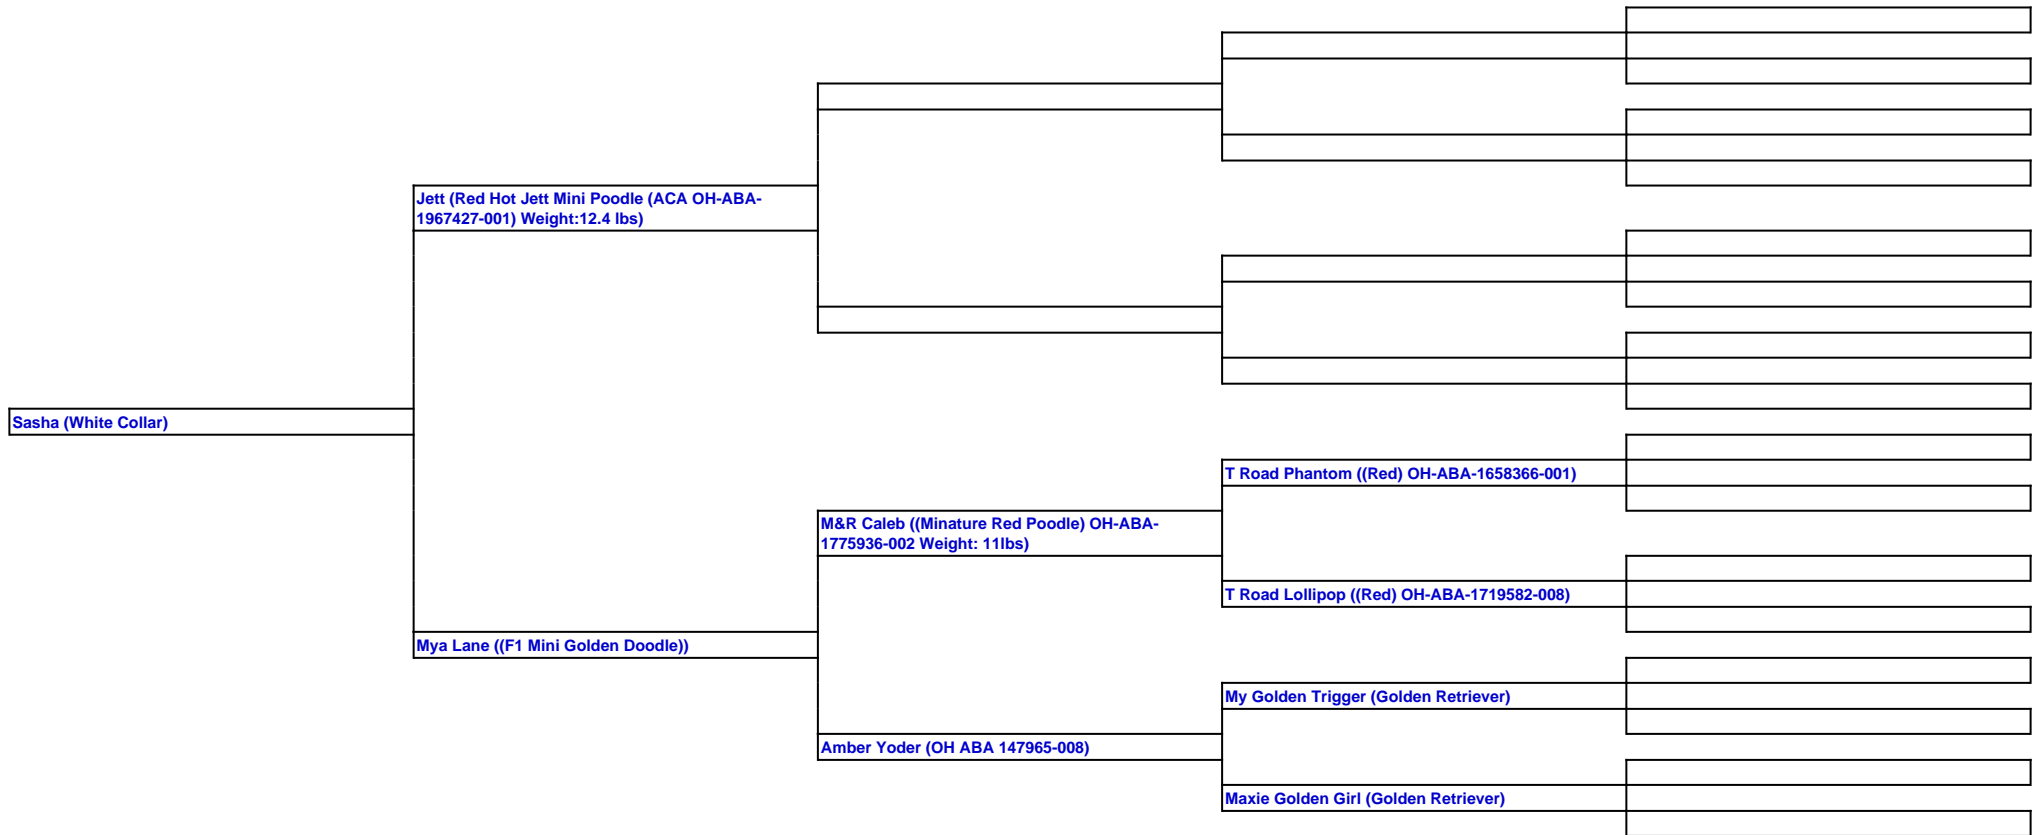 Jett (Red Hot Jett Mini Poodle (ACA OH-ABA-
1967427-001) Weight:12.4 lbs)
Sasha (White Collar)
T Road Phantom ((Red) OH-ABA-1658366-001)
M&R Caleb ((Minature Red Poodle) OH-ABA-
1775936-002 Weight: 11lbs)
T Road Lollipop ((Red) OH-ABA-1719582-008)
Mya Lane ((F1 Mini Golden Doodle))
My Golden Trigger (Golden Retriever)
Amber Yoder (OH ABA 147965-008)
Maxie Golden Girl (Golden Retriever)